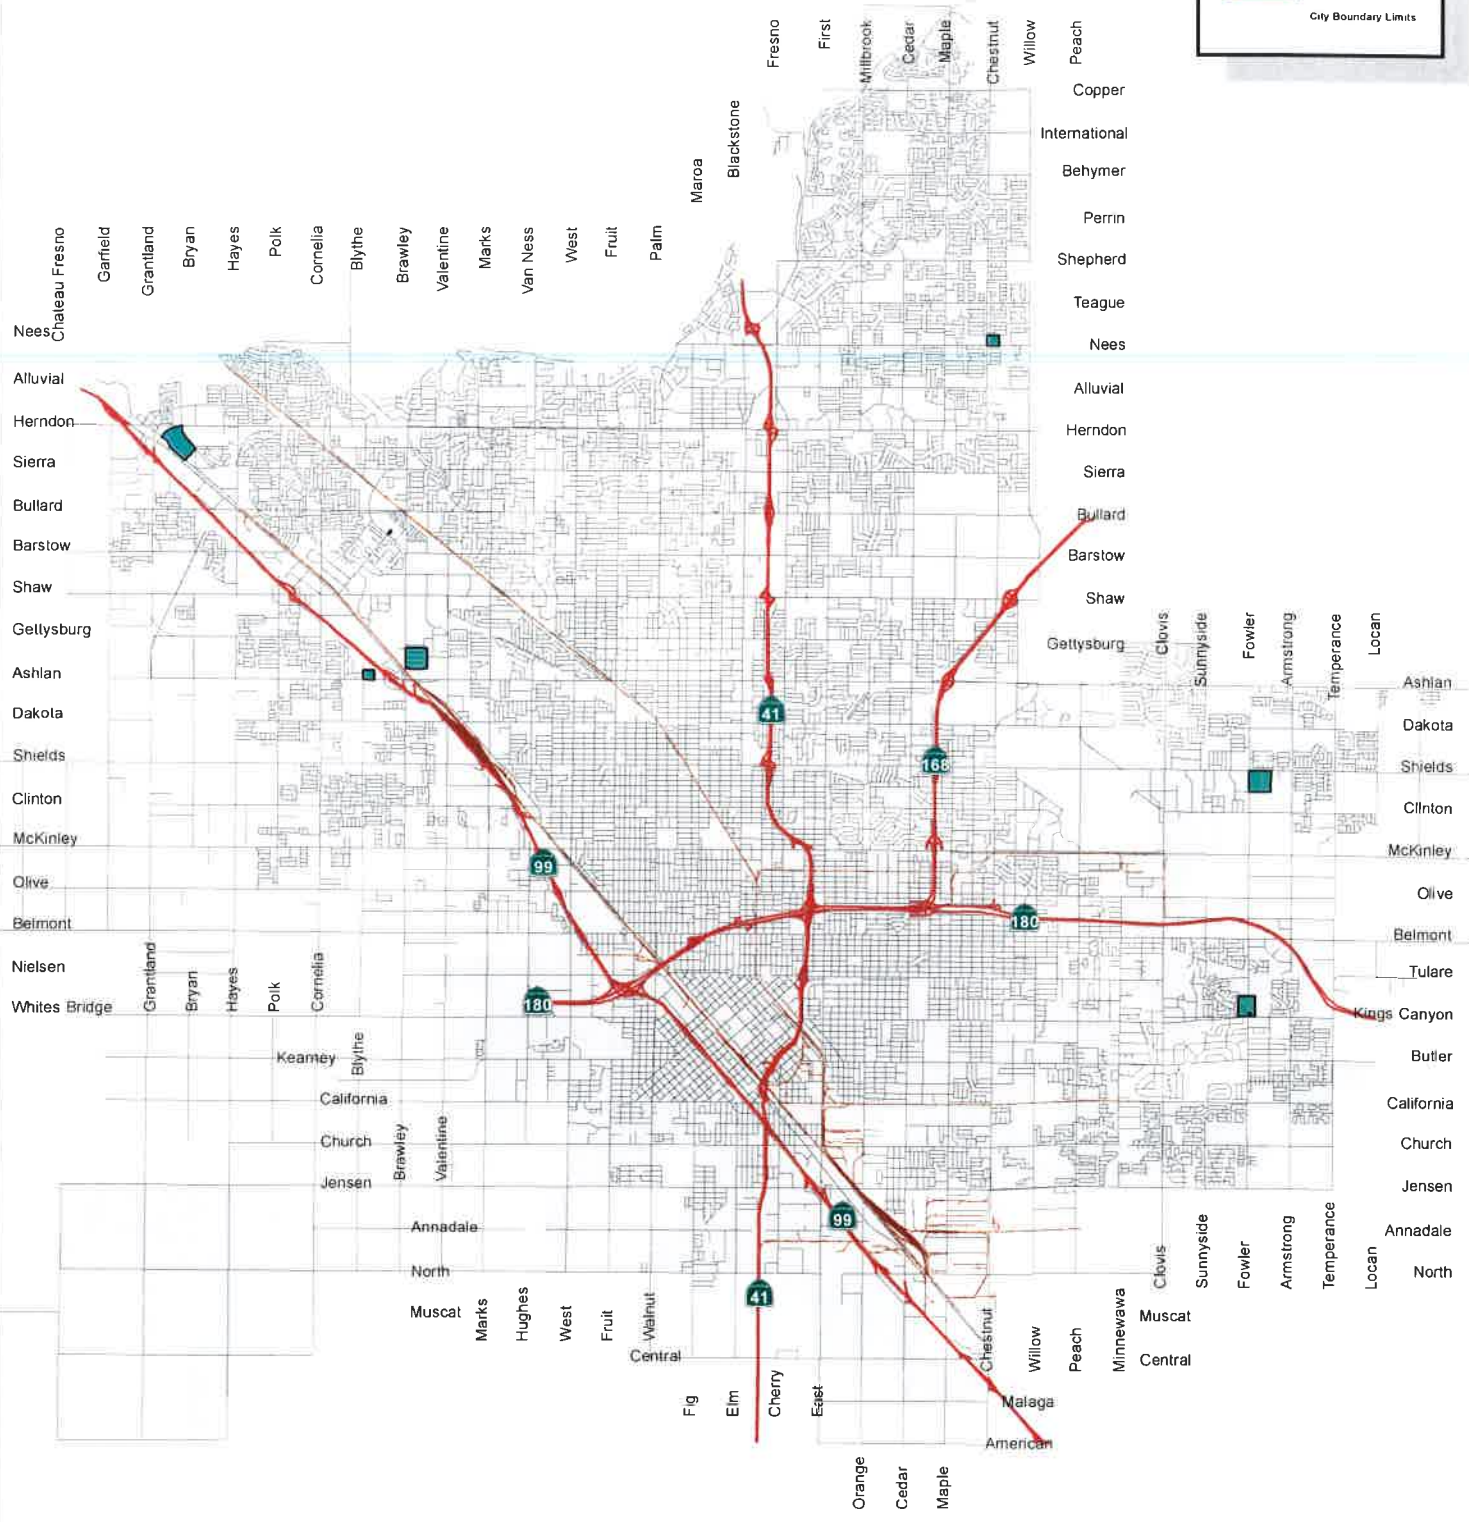 City Boundary Limits
Fresno
First
Millbrook
Cedar
Maple
Chestnut
Willow
Peach
Copper
International
Behymer
Perrin
Shepherd
Teague
Nees
Alluvial
Herndon
Sierra
Bullard
Barstow
Shaw
Gettysburg
Maroa
Blackstone
Chateau Fresno
Garfield
Grantland
Bryan
Hayes
Polk
Cornelia
Blythe
Brawley
Valentine
Marks
Van Ness
West
Fruit
Palm
Nees
Alluvial
Herndon
Sierra
Bullard
Barstow
Shaw
Gettysburg
Ashlan
Dakota
Shields
Clinton
McKinley
Olive
Belmont
Nielsen
Whites Bridge
Clovis
Sunnyside
Fowler
Armstrong
Temperance
Locan
Ashlan
Dakota
Shields
Clinton
McKinley
Olive
Belmont
Tulare
Kings Canyon
Butler
California
Church
Jensen
Annadale
North
41
168
99
180
180
99
41
Grantland
Bryan
Hayes
Polk
Cornelia
Kearney
Blythe
California
Church
Jensen
Brawley
Valentine
Annadale
North
Muscat
Marks
Hughes
West
Fruit
Walnut
Central
Fig
Elm
Cherry
East
Chestnut
Willow
Peach
Minnewawa
Muscat
Central
Clovis
Sunnyside
Fowler
Armstrong
Temperance
Locan
Malaga
American
Orange
Cedar
Maple